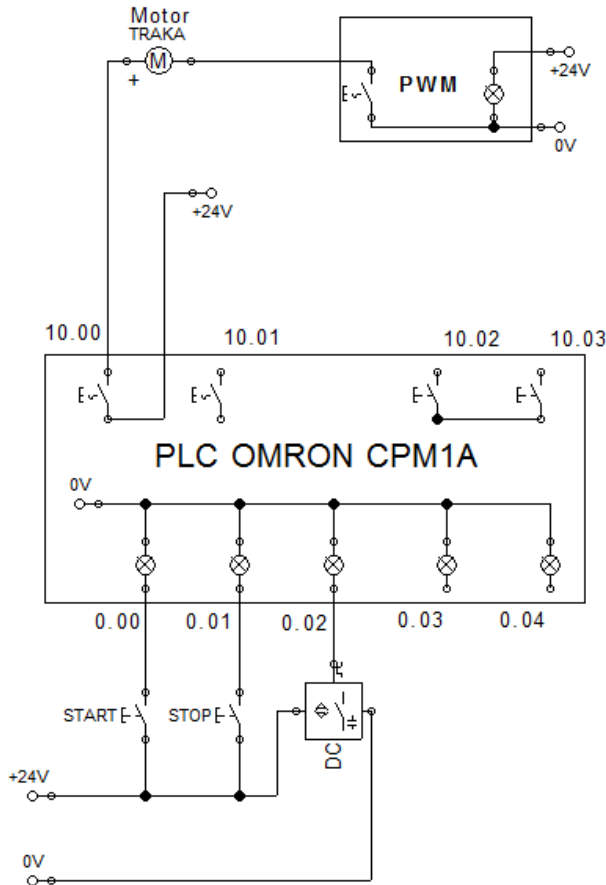 Motor
TRAKA
M
+
PWM
+24V
0V
+24V
10.00
10.01
10.02
10.03
PLC OMRON CPM1A
0V
0.00
0.01
0.02
0.03
0.04
START
STOP
DC
+24V
0V